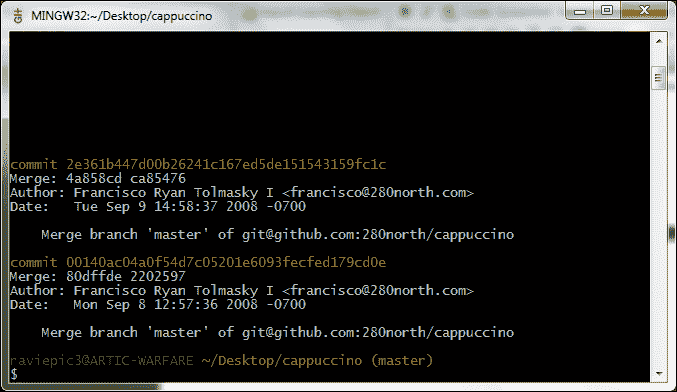 MINGW32:~/Desktop/cappuccino
commit 2e361b447d00b26241c167ed5de151543159fc1c
Merge: 4a858cd ca85476
Author: Francisco Ryan Tolmasky I <francisco@280north.com>
Date:   Tue Sep 9 14:58:37 2008 -0700
Merge branch 'master' of git@github.com:280north/cappuccino
commit 00140ac04a0f54d7c05201e6093fecfed179cd0e
Merge: 80dffde 2202597
Author: Francisco Ryan Tolmasky I <francisco@280north.com>
Date:   Mon Sep 8 12:57:36 2008 -0700
Merge branch 'master' of git@github.com:280north/cappuccino
raviepic3@ARTIC-WARFARE ~/Desktop/cappuccino (master)
$